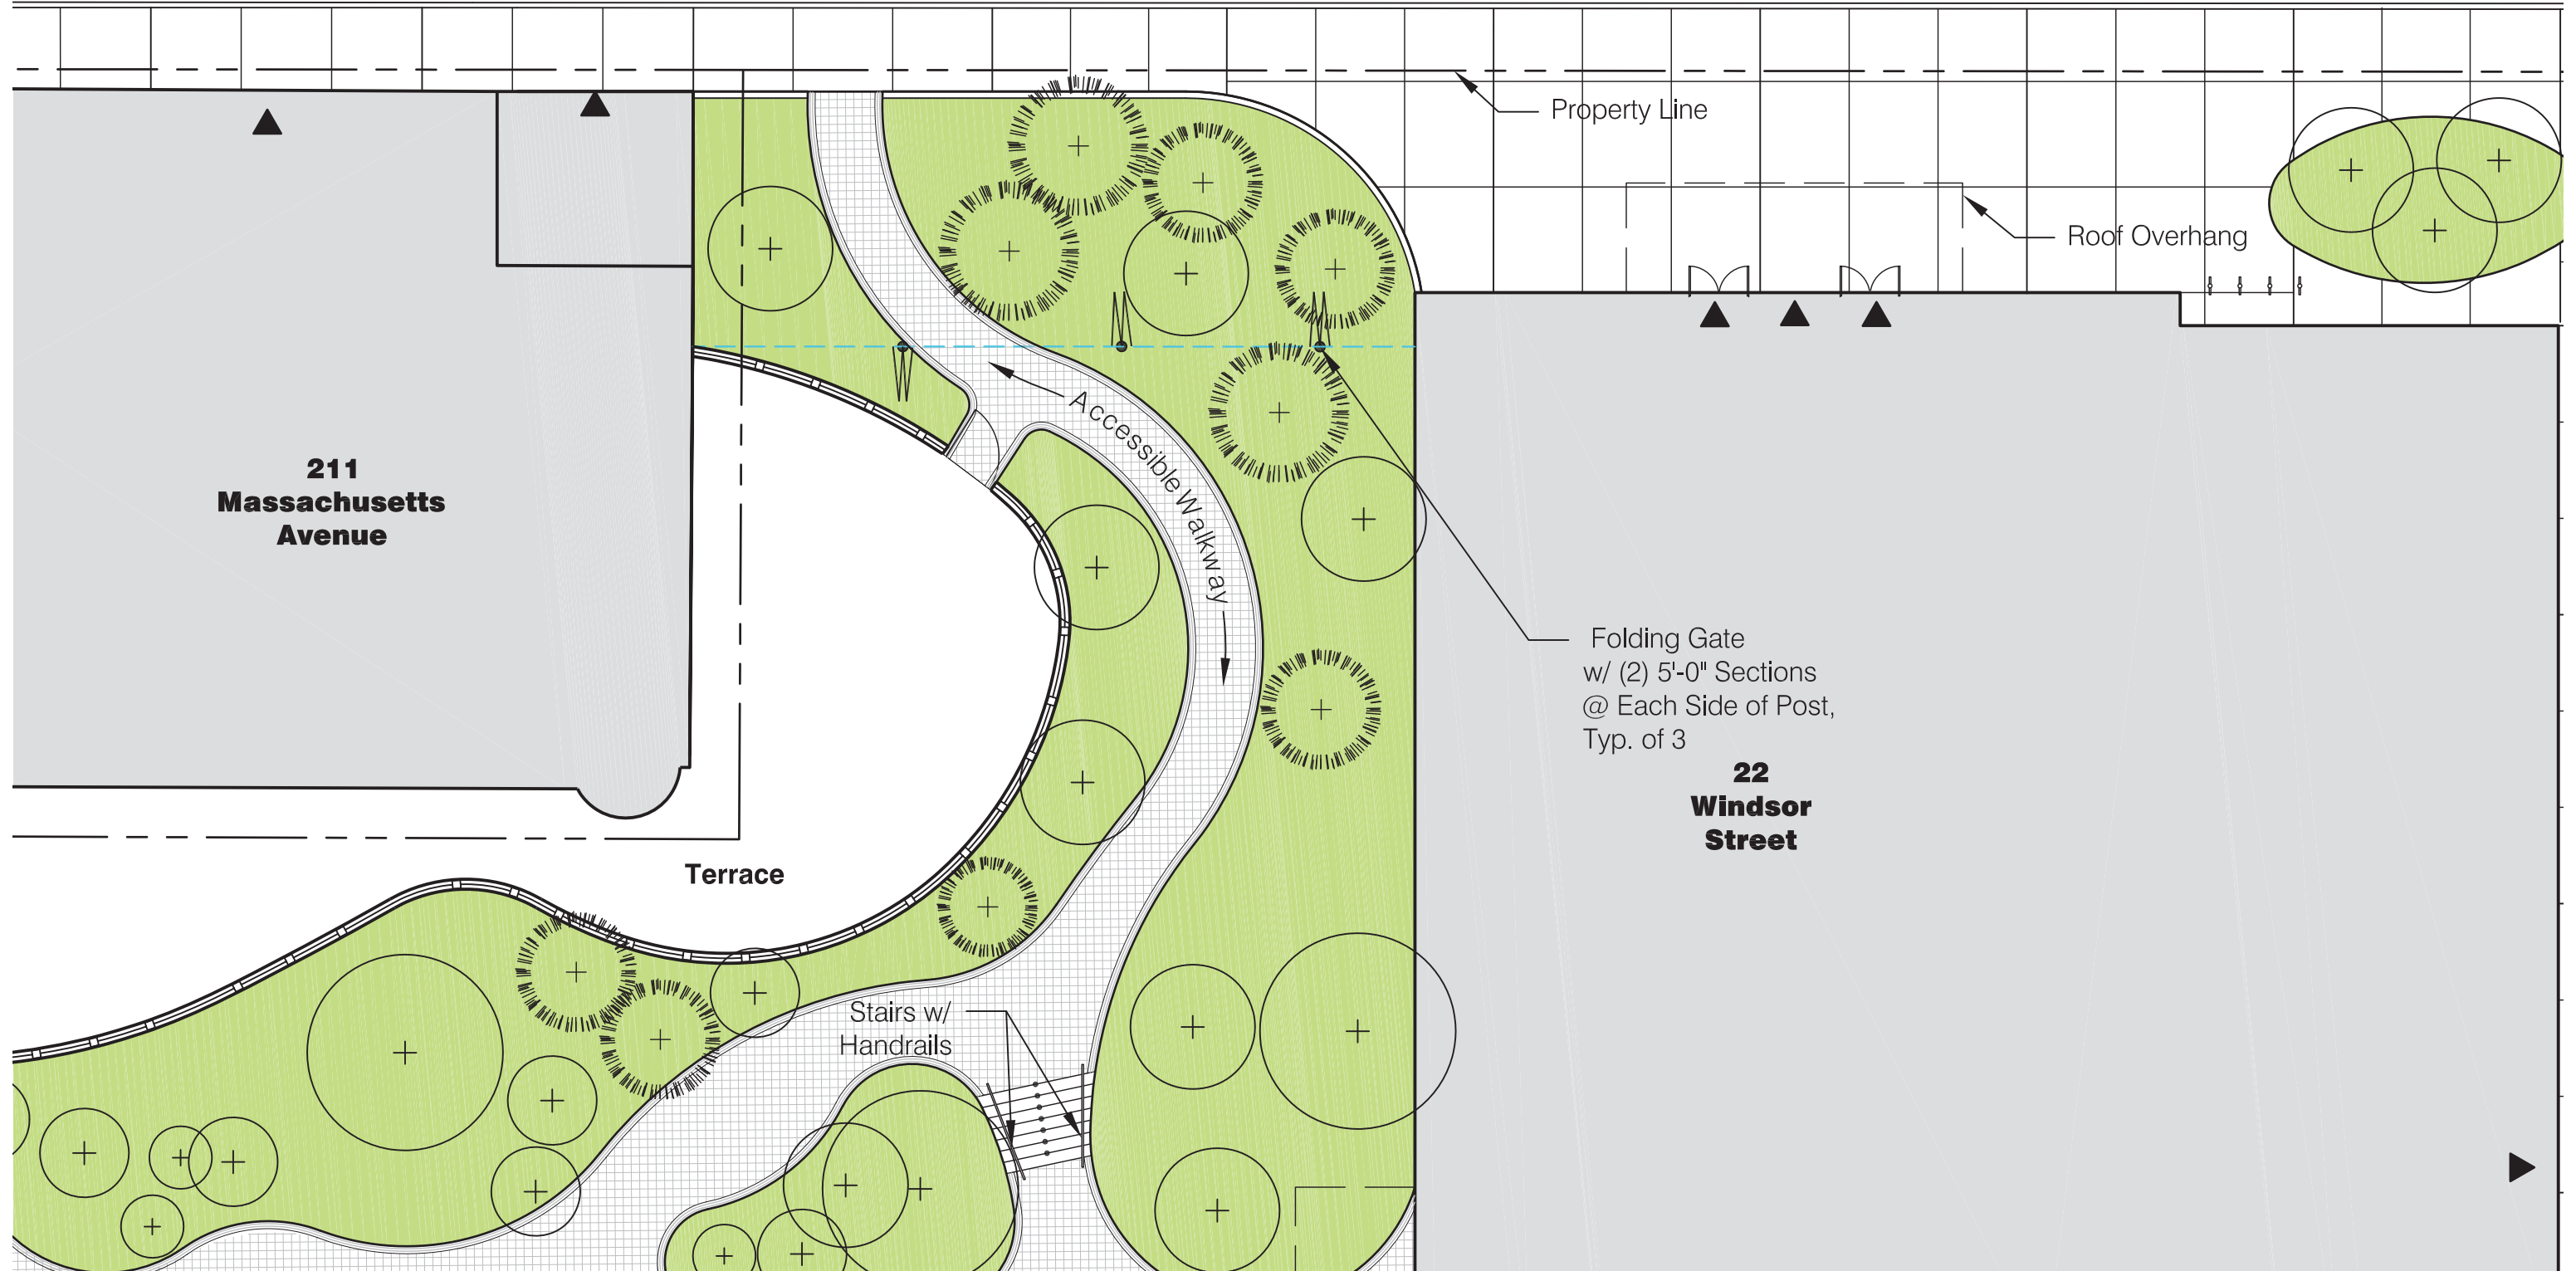 Property Line
Roof Overhang
211
Massachusetts
Avenue
Accessible Walkway
Folding Gate
w/ (2) 5'-0" Sections
@ Each Side of Post,
Typ. of 3
22
Windsor
Street
Terrace
Stairs w/
Handrails